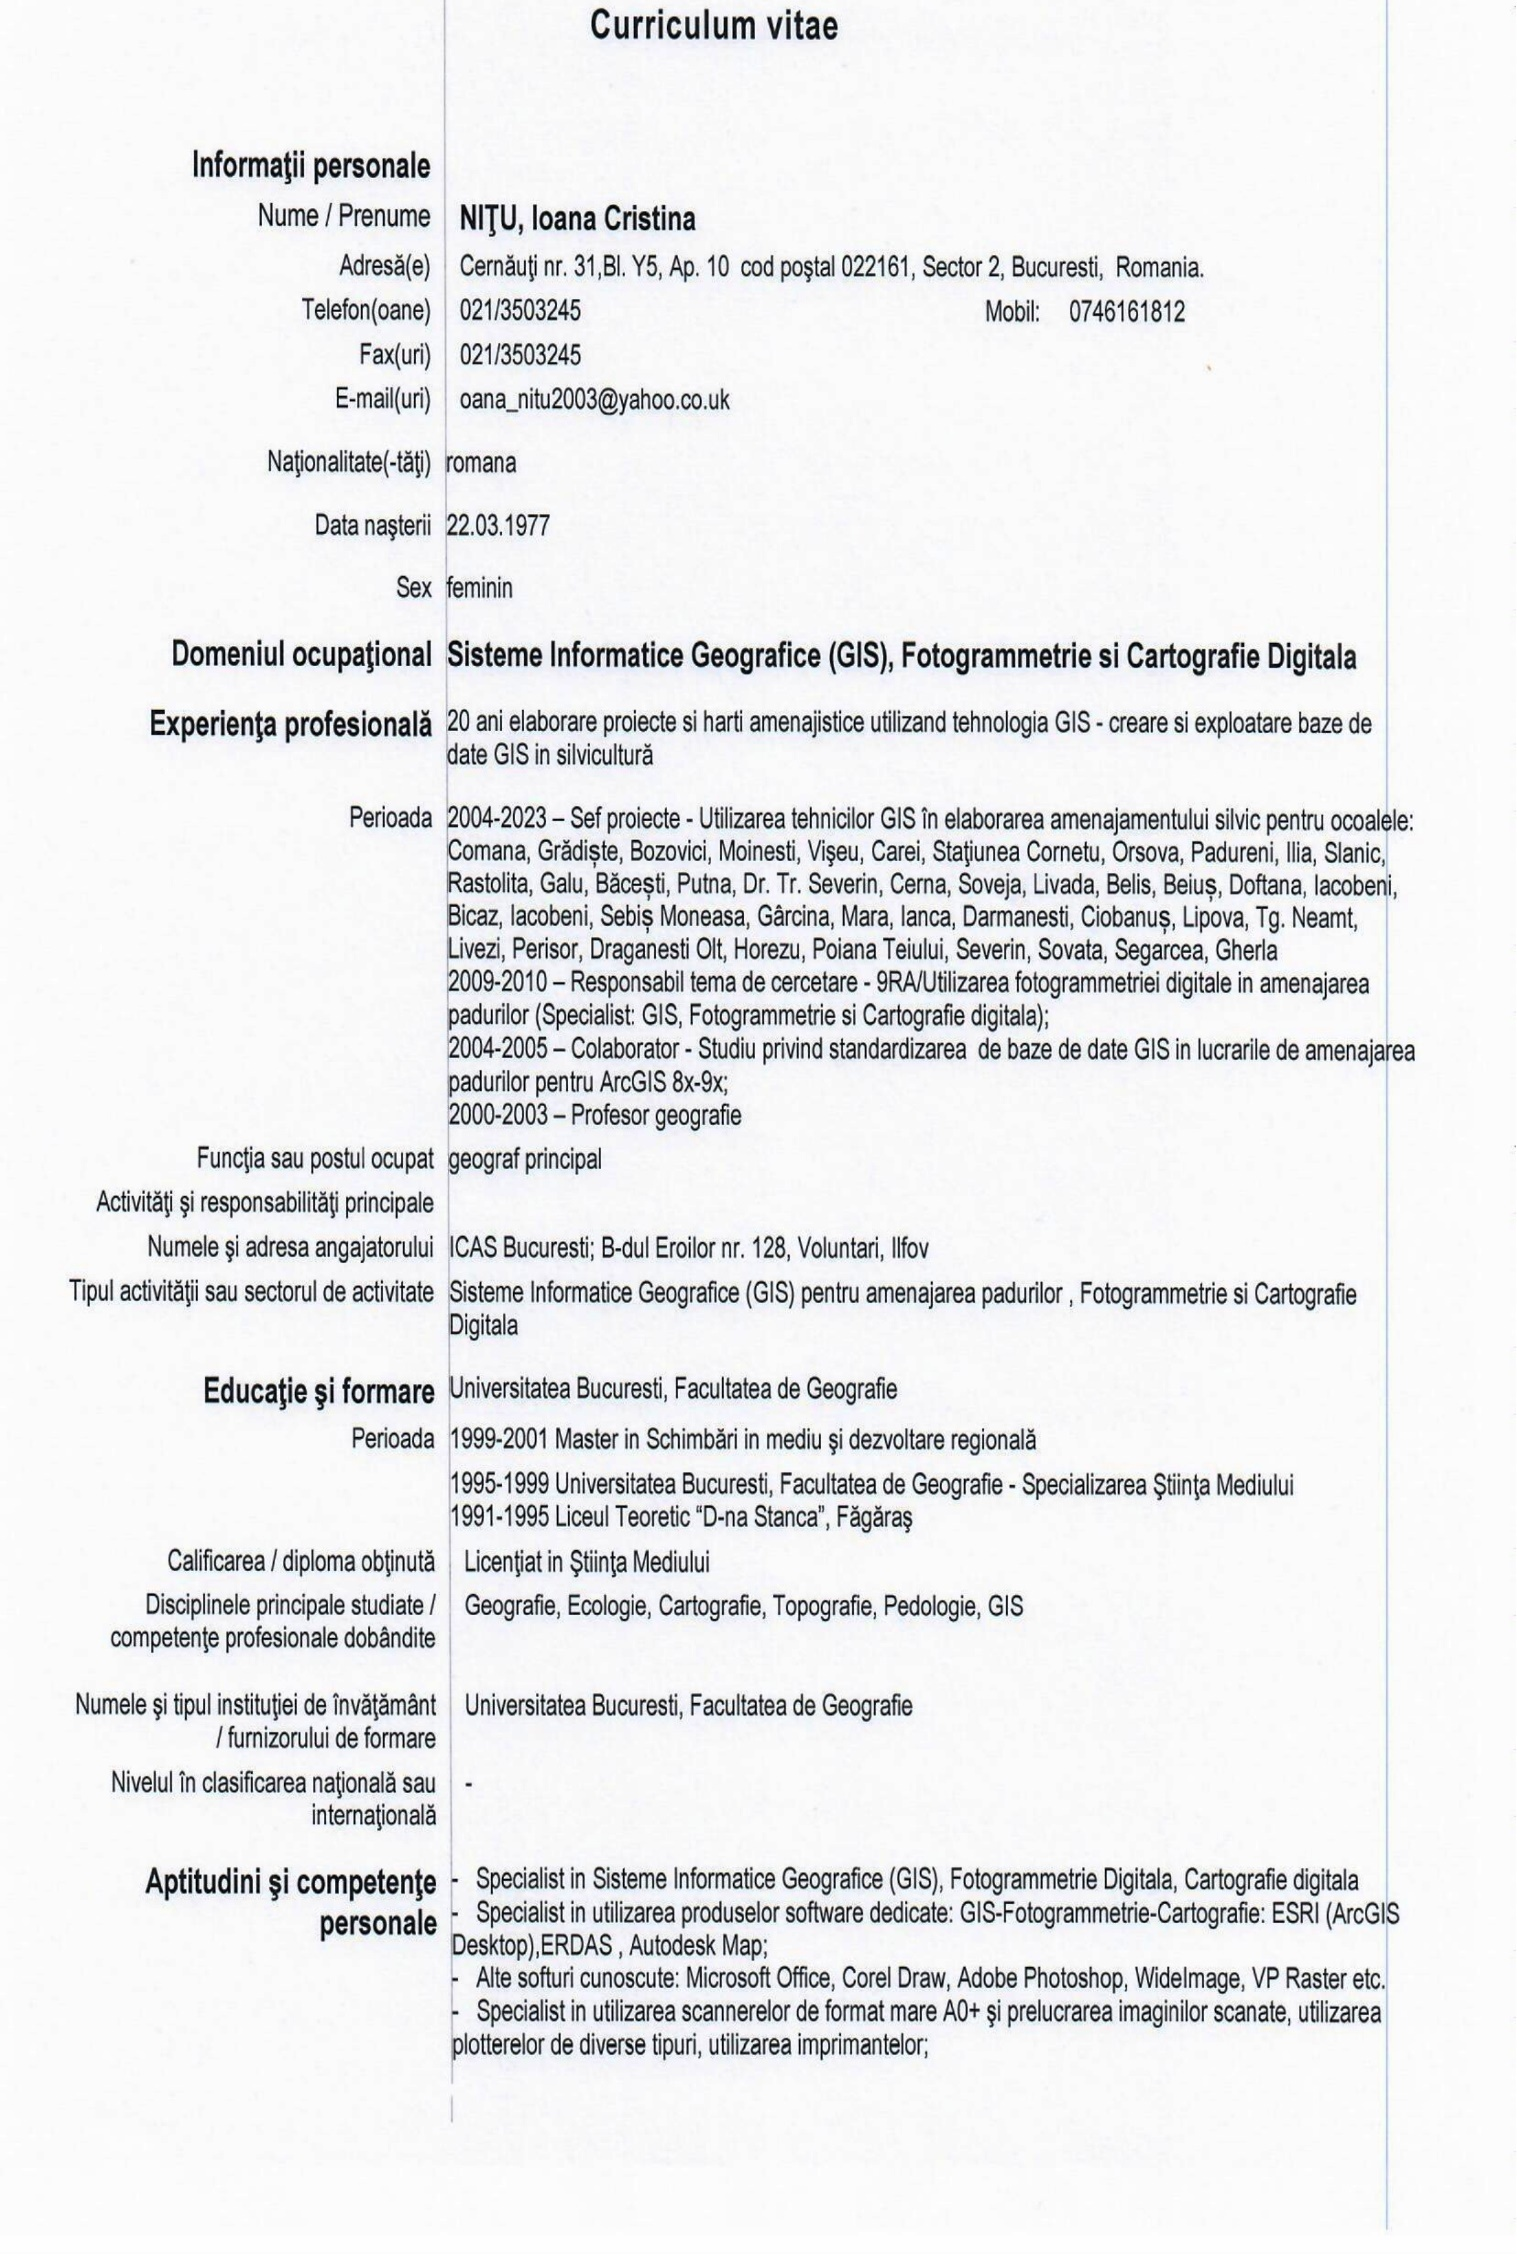 Curriculum vitae
Informaţii personale
Nume / Prenume NIŢU, Ioana Cristina
Adresă(e) Cernăuţi nr. 31,Bl. Y5, Ap. 10 cod poştal 022161, Sector 2, Bucuresti, Romania.
Telefon(oane) 021/3503245 Mobil: 0746161812
Fax(uri) 021/3503245
E-mail(uri) oana_nitu2003@yahoo.co.uk
Naţionalitate(-tăţi) romana
Data naşterii 22.03.1977
Sex feminin
Domeniul ocupaţional Sisteme Informatice Geografice (GIS), Fotogrammetrie si Cartografie Digitala
Experienţa profesională 20 ani elaborare proiecte si harti amenajistice utilizand tehnologia GIS - creare si exploatare baze de
date GIS in silvicultură
Perioada 2004-2023 – Sef proiecte - Utilizarea tehnicilor GIS în elaborarea amenajamentului silvic pentru ocoalele:
Comana, Grădiște, Bozovici, Moinesti, Vişeu, Carei, Staţiunea Cornetu, Orsova, Padureni, Ilia, Slanic,
Rastolita, Galu, Băcești, Putna, Dr. Tr. Severin, Cerna, Soveja, Livada, Belis, Beiuș, Doftana, Iacobeni,
Bicaz, Iacobeni, Sebiș Moneasa, Gârcina, Mara, Ianca, Darmanesti, Ciobanuș, Lipova, Tg. Neamt,
Livezi, Perisor, Draganesti Olt, Horezu, Poiana Teiului, Severin, Sovata, Segarcea, Gherla
2009-2010 – Responsabil tema de cercetare - 9RA/Utilizarea fotogrammetriei digitale in amenajarea
padurilor (Specialist: GIS, Fotogrammetrie si Cartografie digitala);
2004-2005 – Colaborator - Studiu privind standardizarea de baze de date GIS in lucrarile de amenajarea
padurilor pentru ArcGIS 8x-9x;
2000-2003 – Profesor geografie
Funcţia sau postul ocupat geograf principal
Activităţi şi responsabilităţi principale
Numele şi adresa angajatorului ICAS Bucuresti; B-dul Eroilor nr. 128, Voluntari, Ilfov
Tipul activităţii sau sectorul de activitate Sisteme Informatice Geografice (GIS) pentru amenajarea padurilor , Fotogrammetrie si Cartografie
Digitala
Educaţie şi formare Universitatea Bucuresti, Facultatea de Geografie
Perioada 1999-2001 Master in Schimbări in mediu şi dezvoltare regională
1995-1999 Universitatea Bucuresti, Facultatea de Geografie - Specializarea Ştiinţa Mediului
1991-1995 Liceul Teoretic “D-na Stanca”, Făgăraş
Calificarea / diploma obţinută Licenţiat in Ştiinţa Mediului
Disciplinele principale studiate / Geografie, Ecologie, Cartografie, Topografie, Pedologie, GIS
competenţe profesionale dobândite
Numele şi tipul instituţiei de învăţământ Universitatea Bucuresti, Facultatea de Geografie
/ furnizorului de formare
Nivelul în clasificarea naţională sau -
internaţională
Aptitudini şi competenţe - Specialist in Sisteme Informatice Geografice (GIS), Fotogrammetrie Digitala, Cartografie digitala
personale - Specialist in utilizarea produselor software dedicate: GIS-Fotogrammetrie-Cartografie: ESRI (ArcGIS
Desktop),ERDAS , Autodesk Map;
- Alte softuri cunoscute: Microsoft Office, Corel Draw, Adobe Photoshop, WideImage, VP Raster etc.
- Specialist in utilizarea scannerelor de format mare A0+ şi prelucrarea imaginilor scanate, utilizarea
plotterelor de diverse tipuri, utilizarea imprimantelor;